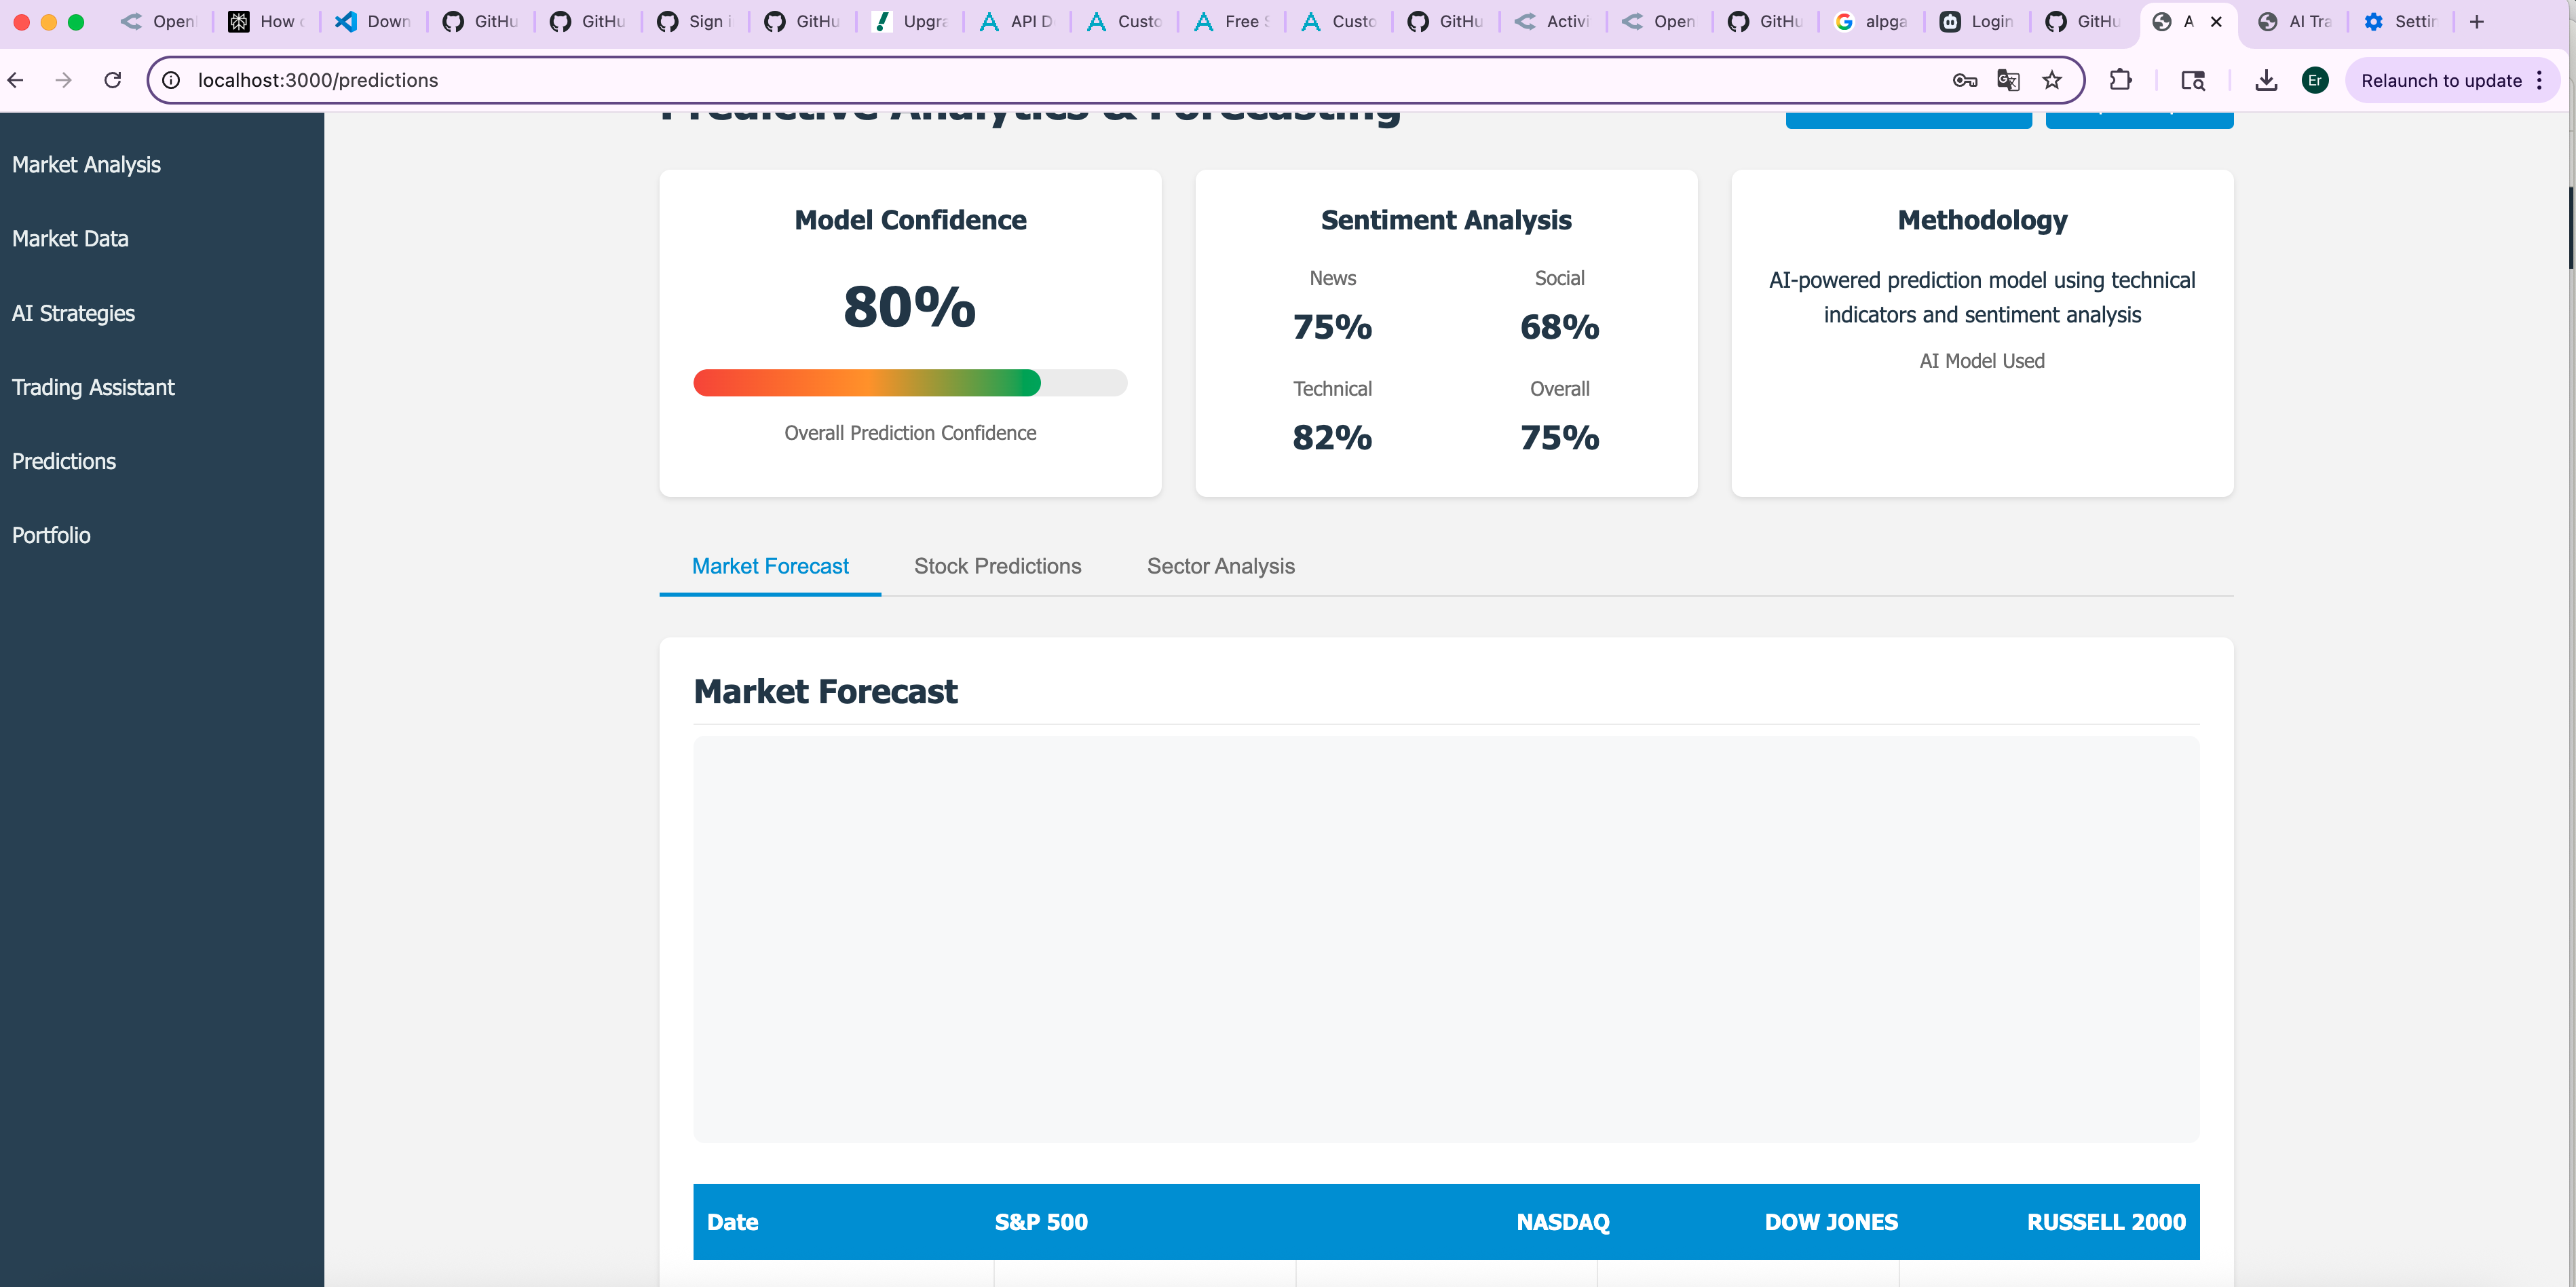 Open
How
Down
GitHu
GitHu
Sign i
GitHu
Upgra
API D
Custo
Free S
Custo
GitHu
Activi
Open
GitHu
alpga
Login
GitHu
A
AI Tra
Settin
localhost:3000/predictions
Er
Relaunch to update
Predictive Analytics & Forecasting
Market Analysis
Market Data
AI Strategies
Trading Assistant
Predictions
Portfolio
Model Confidence
80%
Overall Prediction Confidence
Sentiment Analysis
News Social
75% 68%
Technical Overall
82% 75%
Methodology
AI-powered prediction model using technical
indicators and sentiment analysis
AI Model Used
Market Forecast Stock Predictions Sector Analysis
Market Forecast
Date S&P 500 NASDAQ DOW JONES RUSSELL 2000